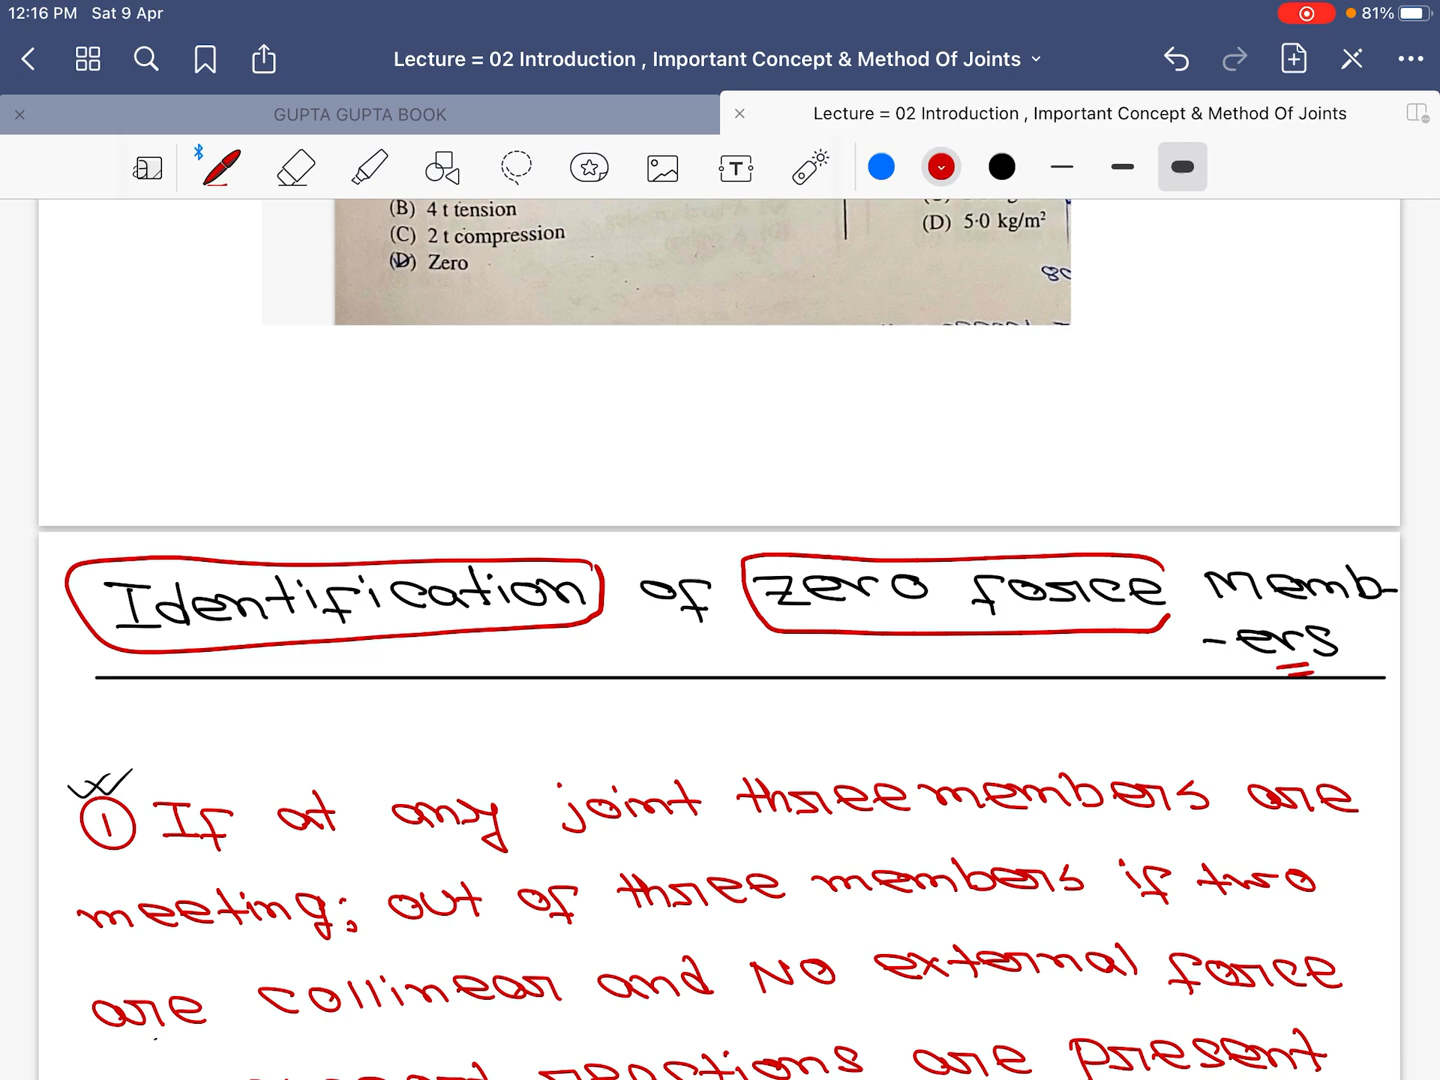 12:16 PM Sat 9 Apr
81%
Lecture = 02 Introduction , Important Concept & Method Of Joints
GUPTA GUPTA BOOK
Lecture = 02 Introduction , Important Concept & Method Of Joints
(B) 4 t tension
(C) 2 t compression
(D) Zero
(D) 5·0 kg/m²
Identification of zero force Memb-
-ers
① If at any joint three members are
meeting; out of three members if two
are collinear and NO external force
reactions are present